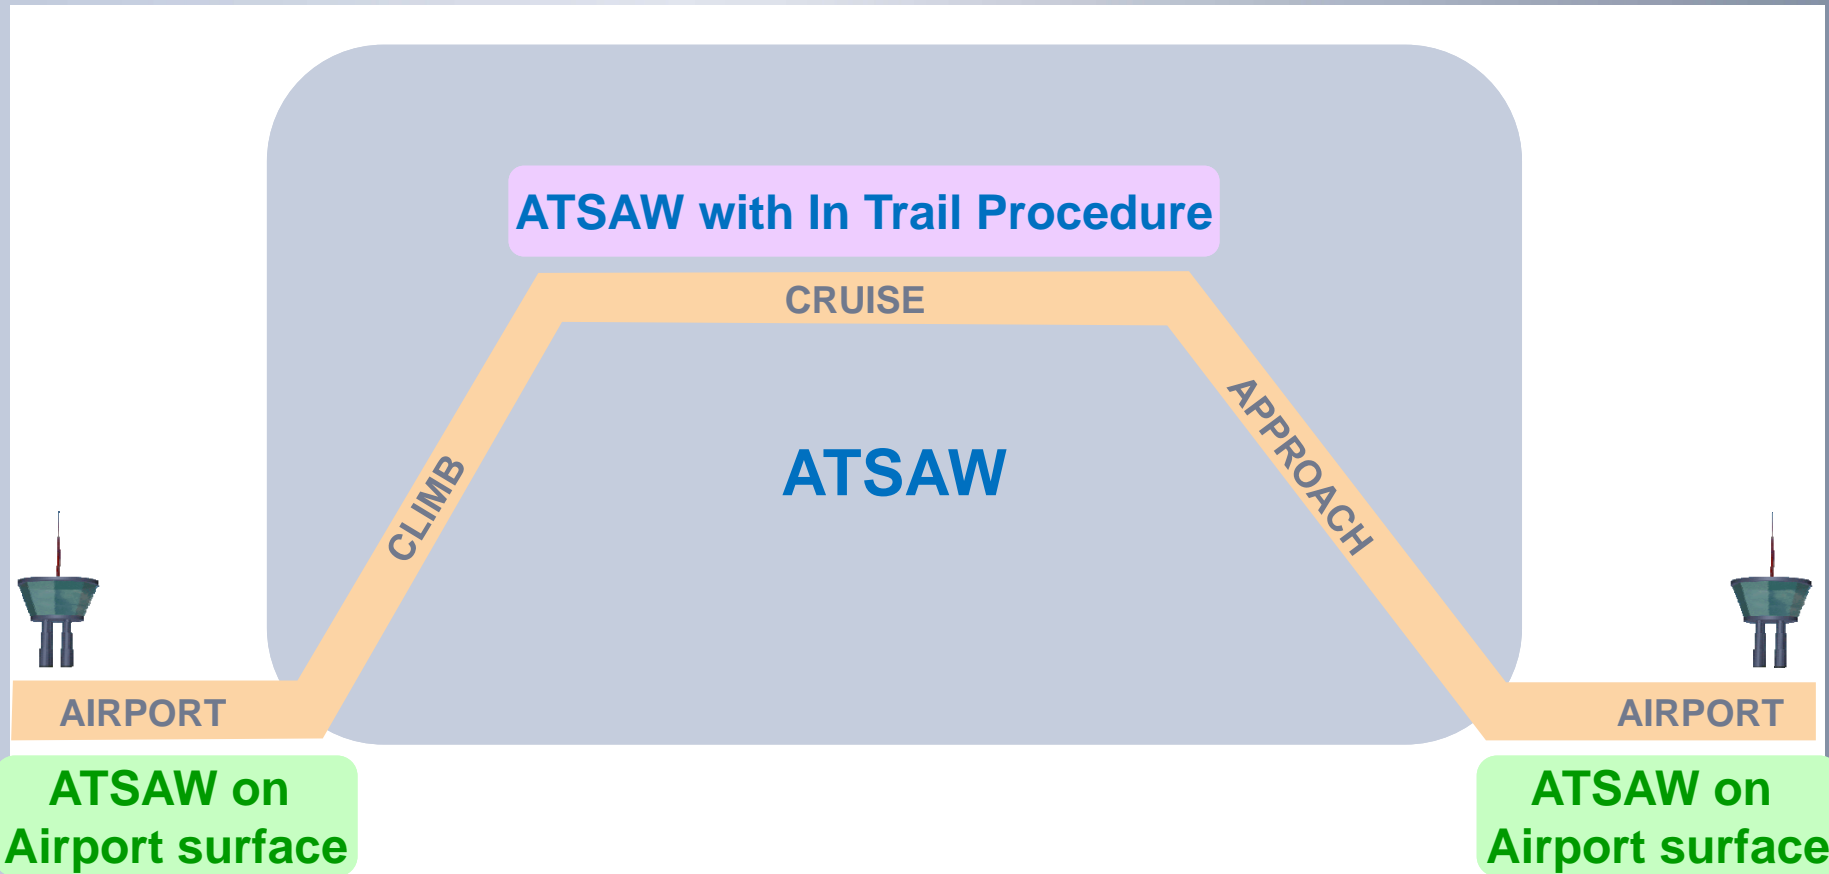 ATSAW with In Trail Procedure
CRUISE
CLIMB
ATSAW
APPROACH
AIRPORT
AIRPORT
ATSAW on
Airport surface
ATSAW on
Airport surface